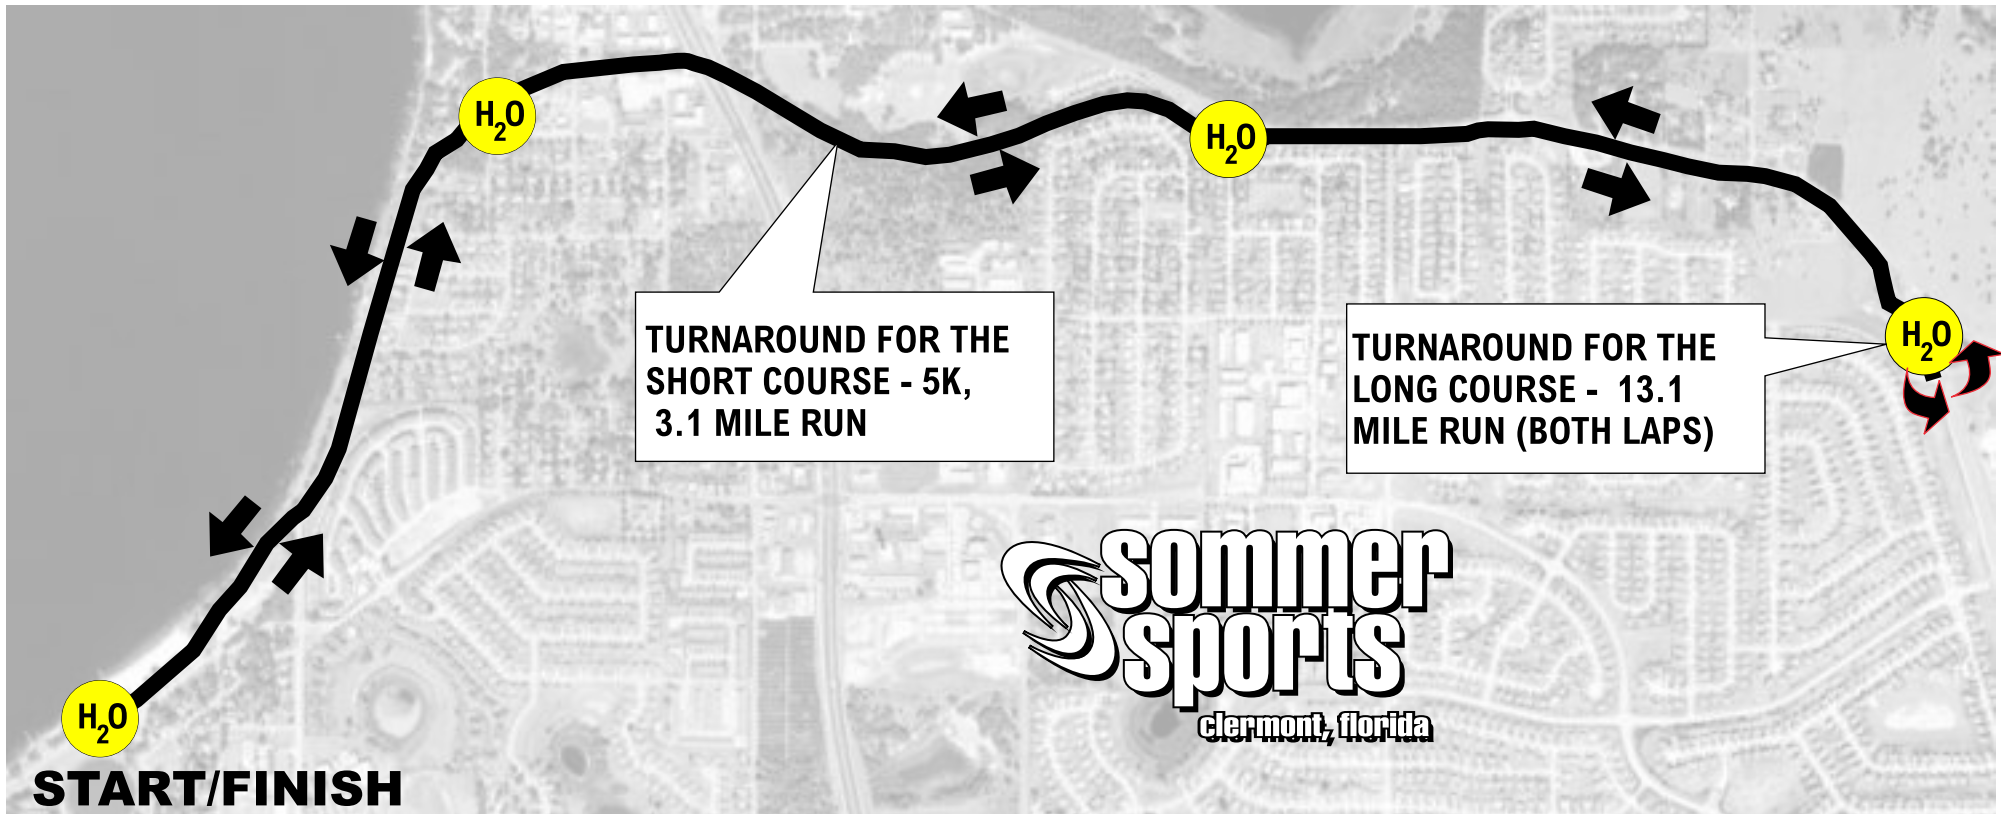 H2O
H2O
H2O
TURNAROUND FOR THE
SHORT COURSE - 5K,
3.1 MILE RUN
TURNAROUND FOR THE
LONG COURSE - 13.1
MILE RUN (BOTH LAPS)
H2O
sommer
sports
clermont, florida
H2O
START/FINISH